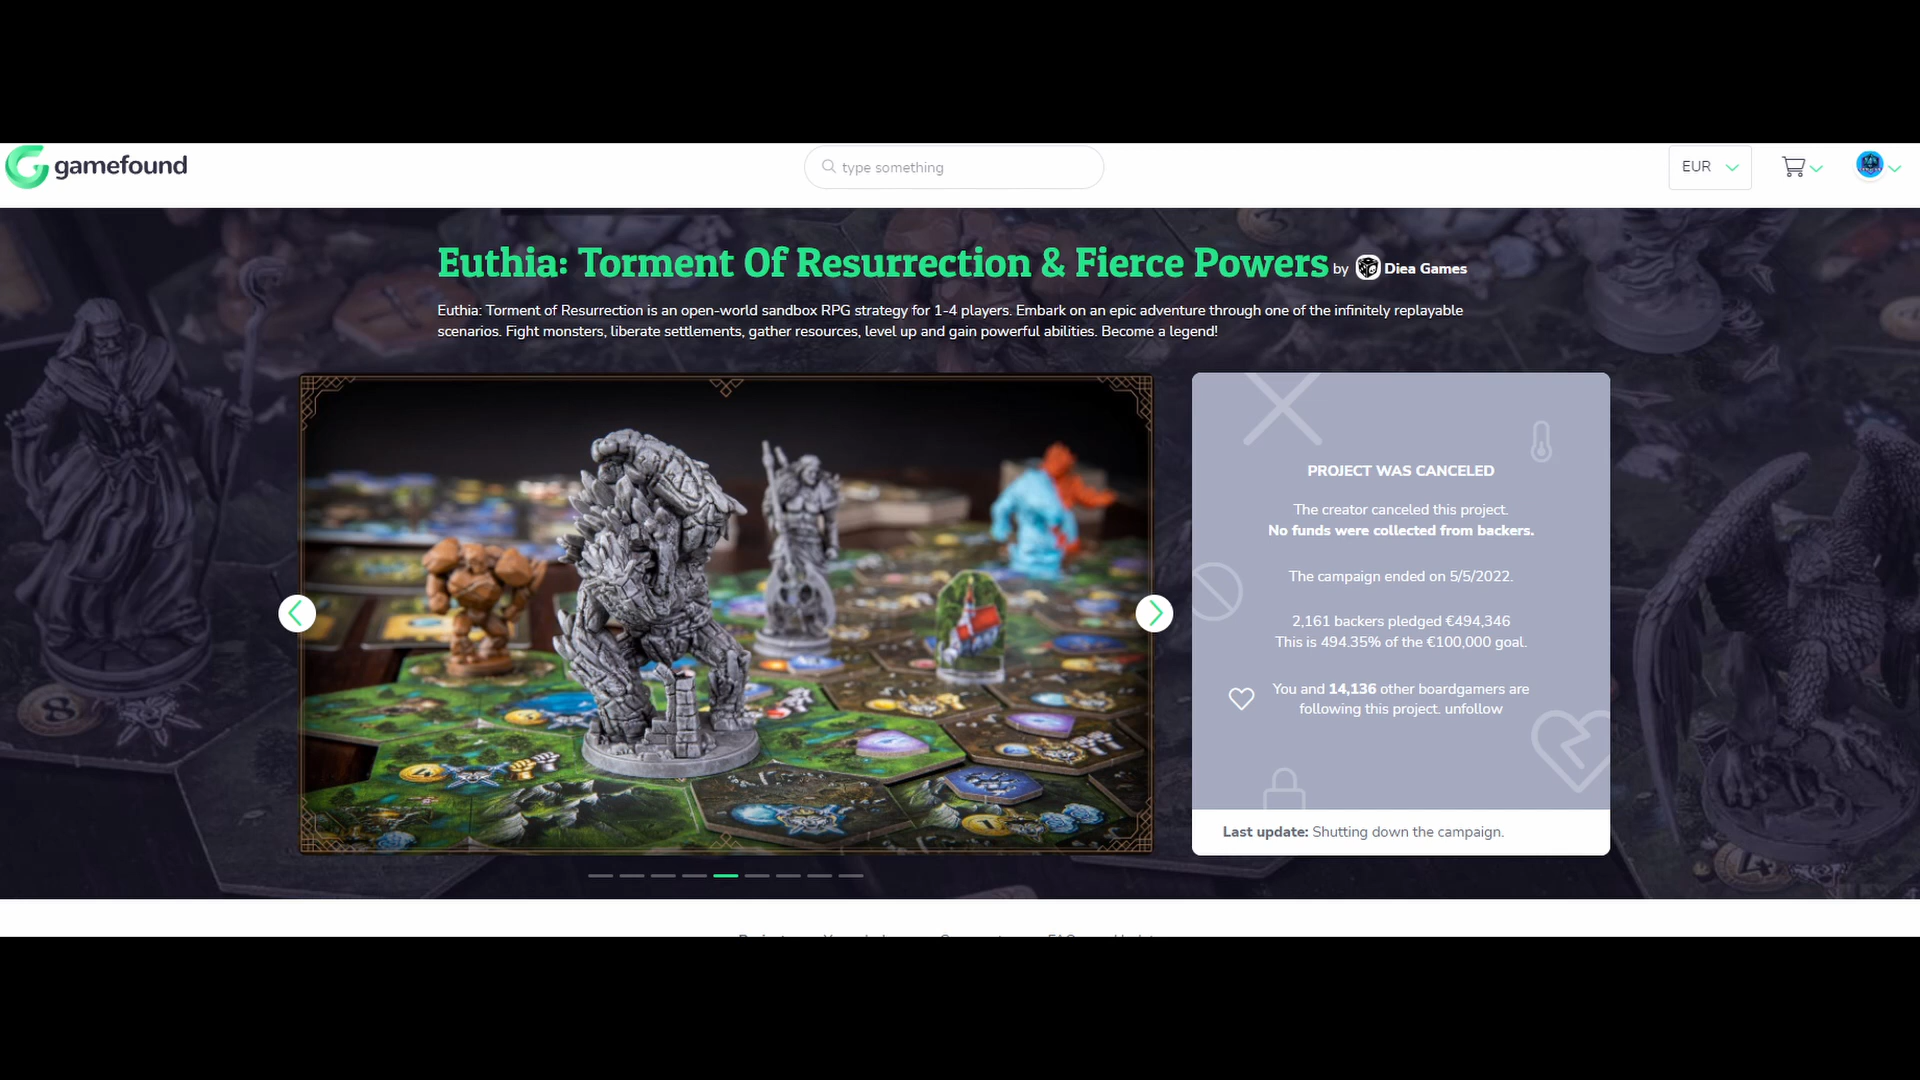 gamefound
type something
EUR
Euthia: Torment Of Resurrection & Fierce Powers by Diea Games
Euthia: Torment of Resurrection is an open-world sandbox RPG strategy for 1-4 players. Embark on an epic adventure through one of the infinitely replayable
scenarios. Fight monsters, liberate settlements, gather resources, level up and gain powerful abilities. Become a legend!
PROJECT WAS CANCELED
The creator canceled this project.
No funds were collected from backers.
The campaign ended on 5/5/2022.
2,161 backers pledged €494,346
This is 494.35% of the €100,000 goal.
You and 14,136 other boardgamers are
following this project. unfollow
Last update: Shutting down the campaign.